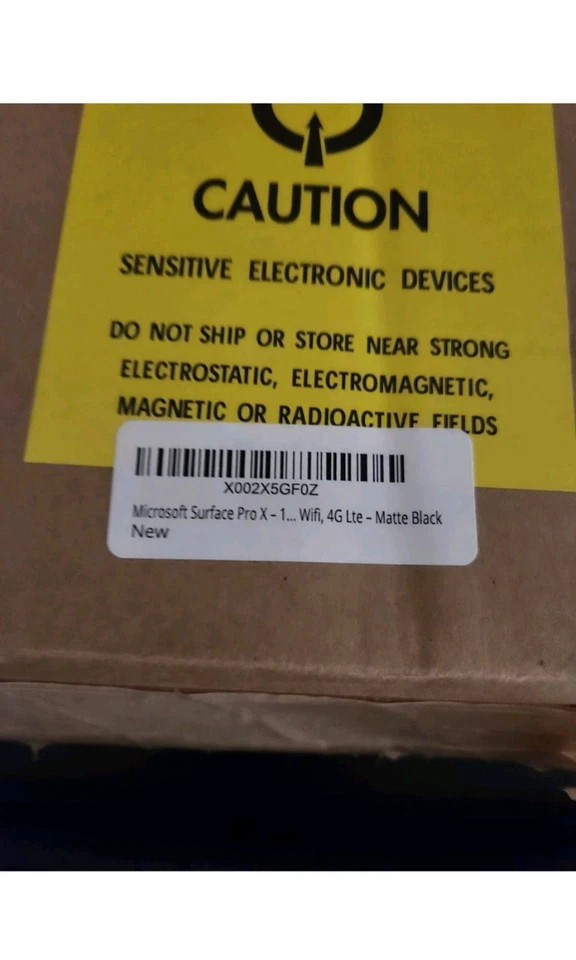 CAUTION
SENSITIVE ELECTRONIC DEVICES
DO NOT SHIP OR STORE NEAR STRONG
ELECTROSTATIC, ELECTROMAGNETIC,
MAGNETIC OR RADIOACTIVE FIELDS
X002X5GF0Z
Microsoft Surface Pro X – 1... Wifi, 4G Lte – Matte Black
New